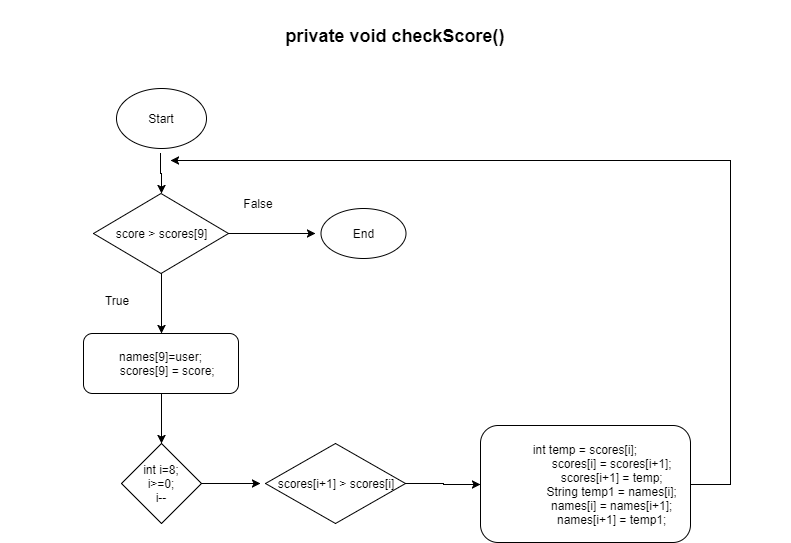 private void checkScore()
Start
False
score > scores[9]
End
True
names[9]=user;
scores[9] = score;
int i=8;
i>=0;
i--
scores[i+1] > scores[i]
int temp = scores[i];
scores[i] = scores[i+1];
scores[i+1] = temp;
String temp1 = names[i];
names[i] = names[i+1];
names[i+1] = temp1;